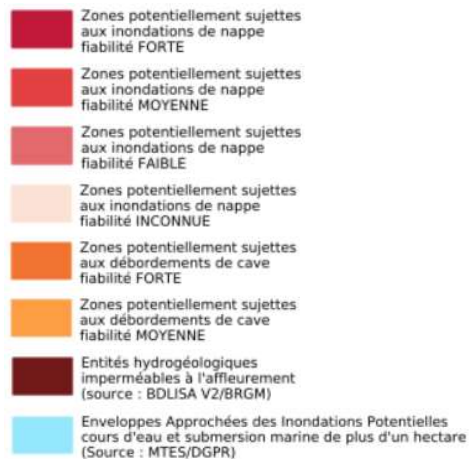 Zones potentiellement sujettes
aux inondations de nappe
fiabilité FORTE
Zones potentiellement sujettes
aux inondations de nappe
fiabilité MOYENNE
Zones potentiellement sujettes
aux inondations de nappe
fiabilité FAIBLE
Zones potentiellement sujettes
aux inondations de nappe
fiabilité INCONNUE
Zones potentiellement sujettes
aux débordements de cave
fiabilité FORTE
Zones potentiellement sujettes
aux débordements de cave
fiabilité MOYENNE
Entités hydrogéologiques
imperméables à l'affleurement
(source : BDLISA V2/BRGM)
Enveloppes Approchées des Inondations Potentielles
cours d'eau et submersion marine de plus d'un hectare
(Source : MTES/DGPR)